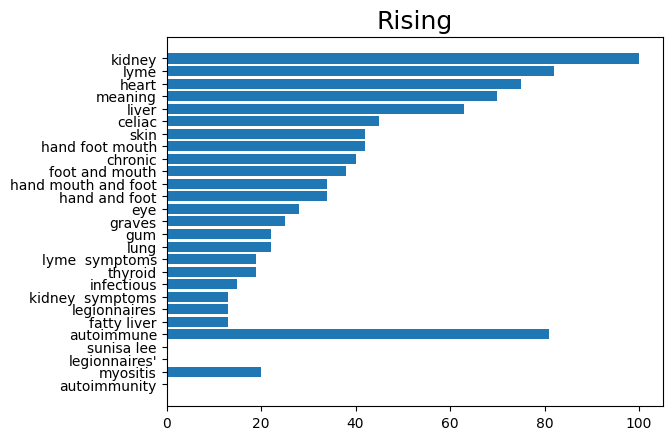 Rising
kidney
lyme
heart
meaning
liver
celiac
skin
hand foot mouth
chronic
foot and mouth
hand mouth and foot
hand and foot
eye
graves
gum
lung
lyme  symptoms
thyroid
infectious
kidney  symptoms
legionnaires
fatty liver
autoimmune
sunisa lee
legionnaires'
myositis
autoimmunity
0 20 40 60 80 100